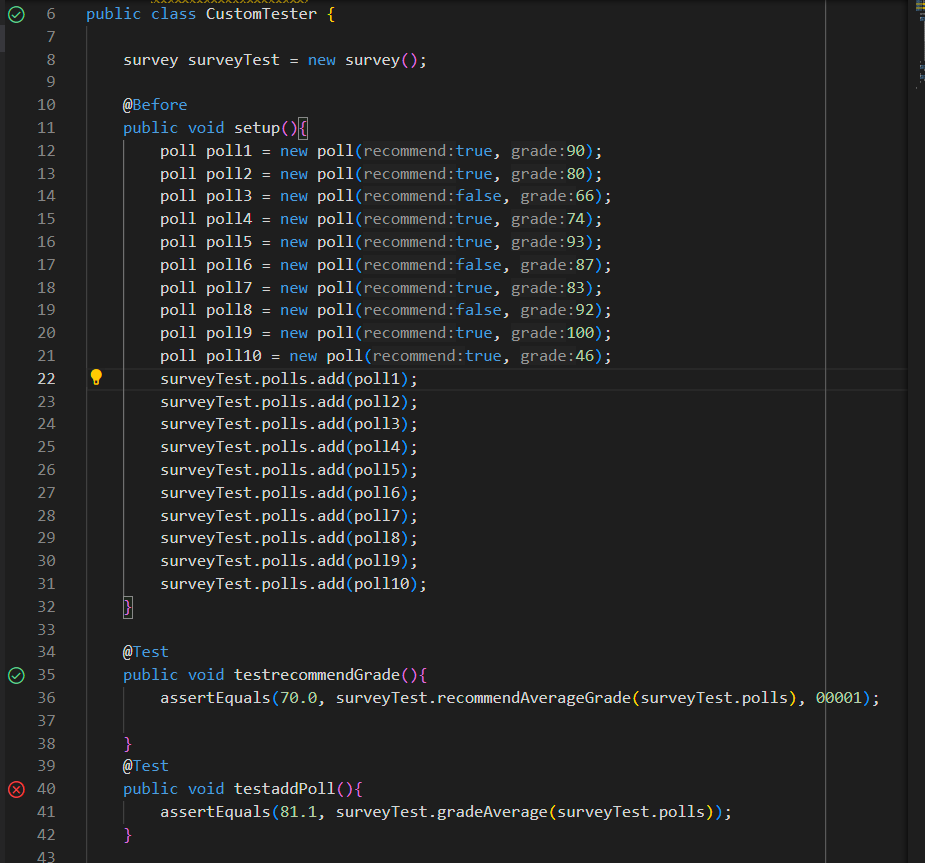 6 public class CustomTester {
7
8 survey surveyTest = new survey();
9
10 @Before
11 public void setup(){
12 poll poll1 = new poll(recommend:true, grade:90);
13 poll poll2 = new poll(recommend:true, grade:80);
14 poll poll3 = new poll(recommend:false, grade:66);
15 poll poll4 = new poll(recommend:true, grade:74);
16 poll poll5 = new poll(recommend:true, grade:93);
17 poll poll6 = new poll(recommend:false, grade:87);
18 poll poll7 = new poll(recommend:true, grade:83);
19 poll poll8 = new poll(recommend:false, grade:92);
20 poll poll9 = new poll(recommend:true, grade:100);
21 poll poll10 = new poll(recommend:true, grade:46);
22 surveyTest.polls.add(poll1);
23 surveyTest.polls.add(poll2);
24 surveyTest.polls.add(poll3);
25 surveyTest.polls.add(poll4);
26 surveyTest.polls.add(poll5);
27 surveyTest.polls.add(poll6);
28 surveyTest.polls.add(poll7);
29 surveyTest.polls.add(poll8);
30 surveyTest.polls.add(poll9);
31 surveyTest.polls.add(poll10);
32 }
33
34 @Test
35 public void testrecommendGrade(){
36 assertEquals(70.0, surveyTest.recommendAverageGrade(surveyTest.polls), 00001);
37
38 }
39 @Test
40 public void testaddPoll(){
41 assertEquals(81.1, surveyTest.gradeAverage(surveyTest.polls));
42 }
43